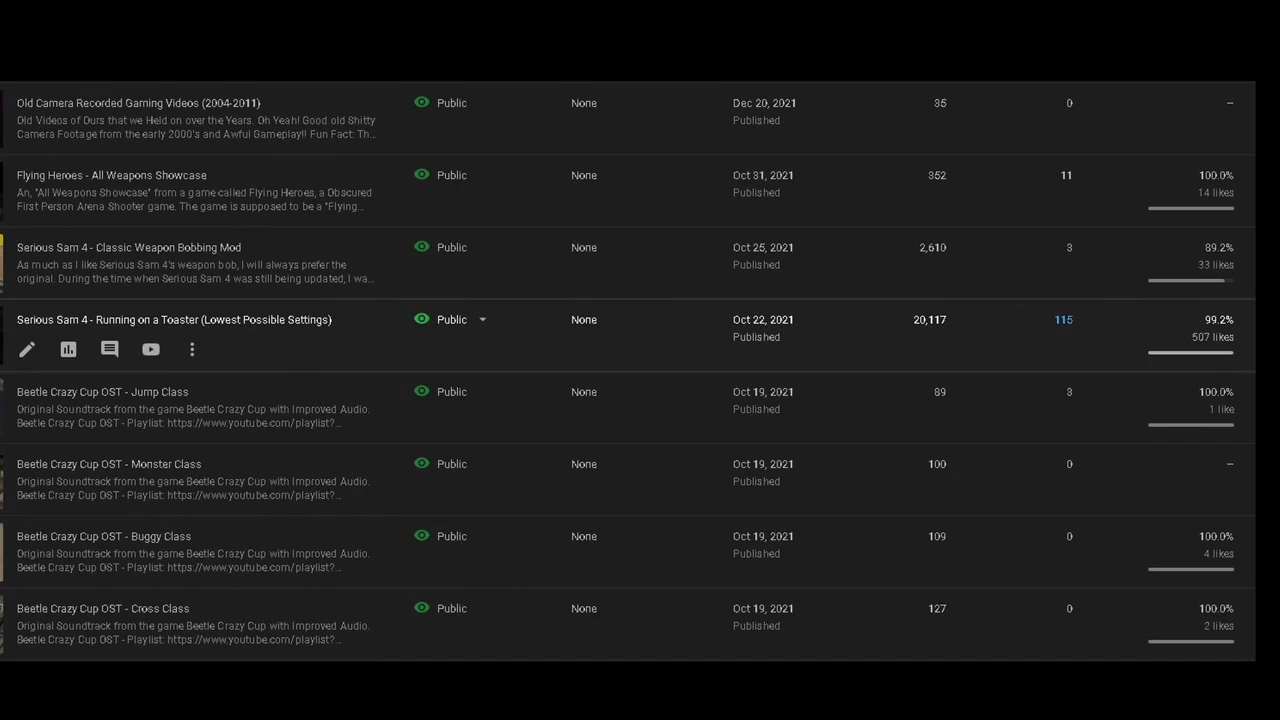 Old Camera Recorded Gaming Videos (2004-2011)
Public
None
Dec 20, 2021
35
0
–
Old Videos of Ours that we Held on over the Years. Oh Yeah! Good old Shitty
Published
Camera Footage from the early 2000's and Awful Gameplay!! Fun Fact: Th...
Flying Heroes - All Weapons Showcase
Public
None
Oct 31, 2021
352
11
100.0%
An, "All Weapons Showcase" from a game called Flying Heroes, a Obscured
Published
14 likes
First Person Arena Shooter game. The game is supposed to be a "Flying...
Serious Sam 4 - Classic Weapon Bobbing Mod
Public
None
Oct 25, 2021
2,610
3
89.2%
As much as I like Serious Sam 4's weapon bob, I will always prefer the
Published
33 likes
original. During the time when Serious Sam 4 was still being updated, I wa...
Serious Sam 4 - Running on a Toaster (Lowest Possible Settings)
Public
None
Oct 22, 2021
20,117
115
99.2%
Published
507 likes
Beetle Crazy Cup OST - Jump Class
Public
None
Oct 19, 2021
89
3
100.0%
Original Soundtrack from the game Beetle Crazy Cup with Improved Audio.
Published
1 like
Beetle Crazy Cup OST - Playlist: https://www.youtube.com/playlist?...
Beetle Crazy Cup OST - Monster Class
Public
None
Oct 19, 2021
100
0
–
Original Soundtrack from the game Beetle Crazy Cup with Improved Audio.
Published
Beetle Crazy Cup OST - Playlist: https://www.youtube.com/playlist?...
Beetle Crazy Cup OST - Buggy Class
Public
None
Oct 19, 2021
109
0
100.0%
Original Soundtrack from the game Beetle Crazy Cup with Improved Audio.
Published
4 likes
Beetle Crazy Cup OST - Playlist: https://www.youtube.com/playlist?...
Beetle Crazy Cup OST - Cross Class
Public
None
Oct 19, 2021
127
0
100.0%
Original Soundtrack from the game Beetle Crazy Cup with Improved Audio.
Published
2 likes
Beetle Crazy Cup OST - Playlist: https://www.youtube.com/playlist?...